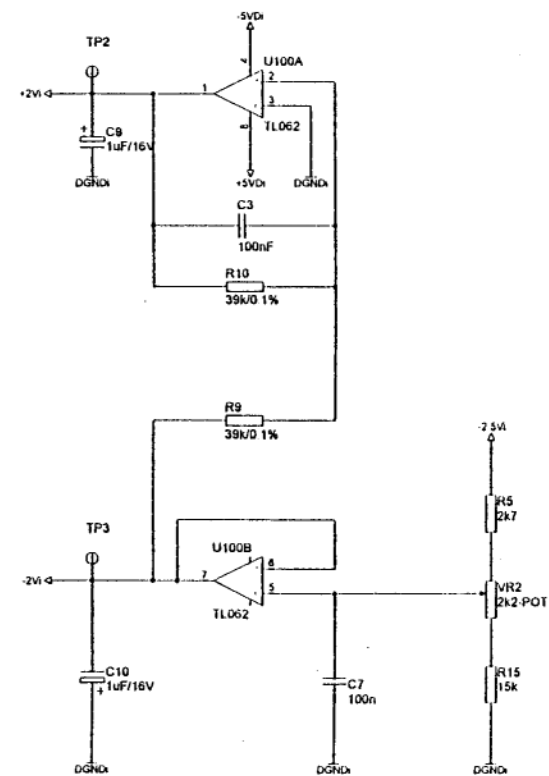 -5VDi
TP2
U100A
4
2
+2Vi
1
3
C9
1uF/16V
8
TL062
DGNDi
+5VDi
DGNDi
C3
100nF
R10
39k/0.1%
R9
39k/0.1%
-2.5Vi
R5
2k7
TP3
U100B
6
-2Vi
7
5
VR2
2k2-POT
TL062
C10
1uF/16V
C7
100n
R15
15k
DGNDi
DGNDi
DGNDi